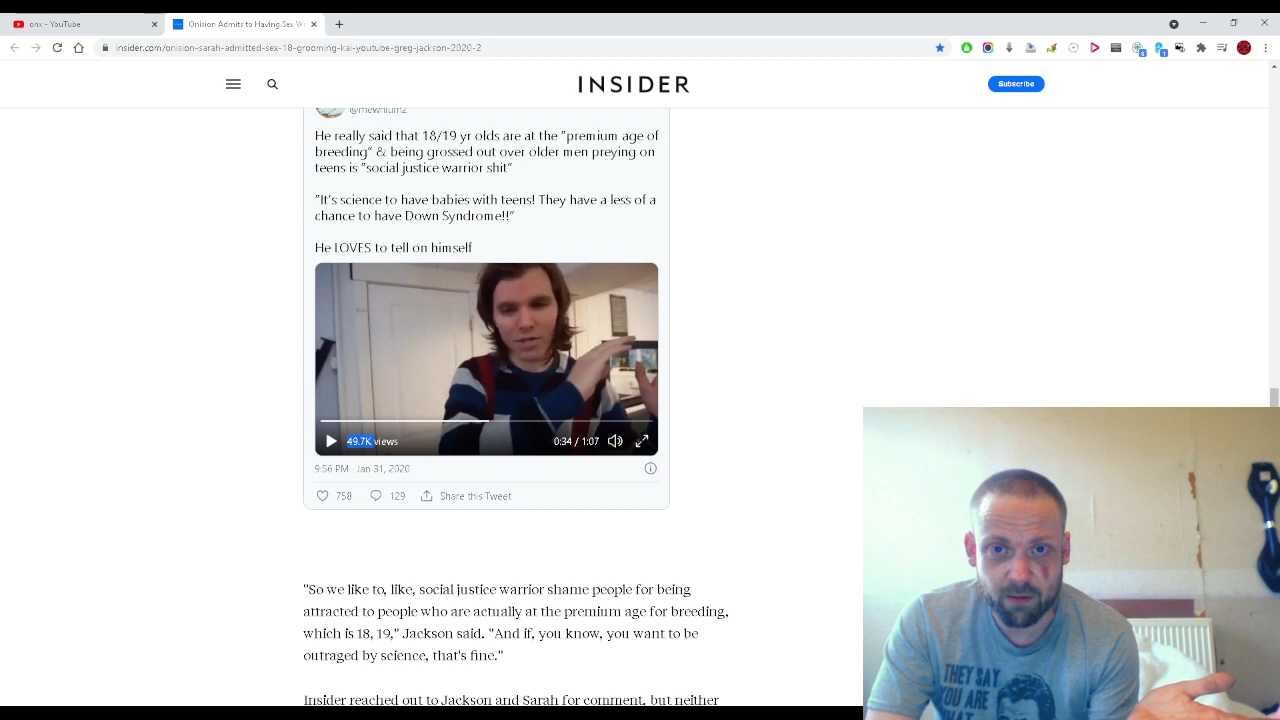 onx - YouTube
Onision Admits to Having Sex W
insider.com/onision-sarah-admitted-sex-18-grooming-kai-youtube-greg-jackson-2020-2
INSIDER
Subscribe
He really said that 18/19 yr olds are at the "premium age of
breeding" & being grossed out over older men preying on
teens is "social justice warrior shit"
"It's science to have babies with teens! They have a less of a
chance to have Down Syndrome!!"
He LOVES to tell on himself
49.7K views
0:34 / 1:07
9:56 PM · Jan 31, 2020
758
129
Share this Tweet
"So we like to, like, social justice warrior shame people for being
attracted to people who are actually at the premium age for breeding,
which is 18, 19," Jackson said. "And if, you know, you want to be
outraged by science, that's fine."
Insider reached out to Jackson and Sarah for comment, but neither
THEY SAY
YOU ARE
WHAT